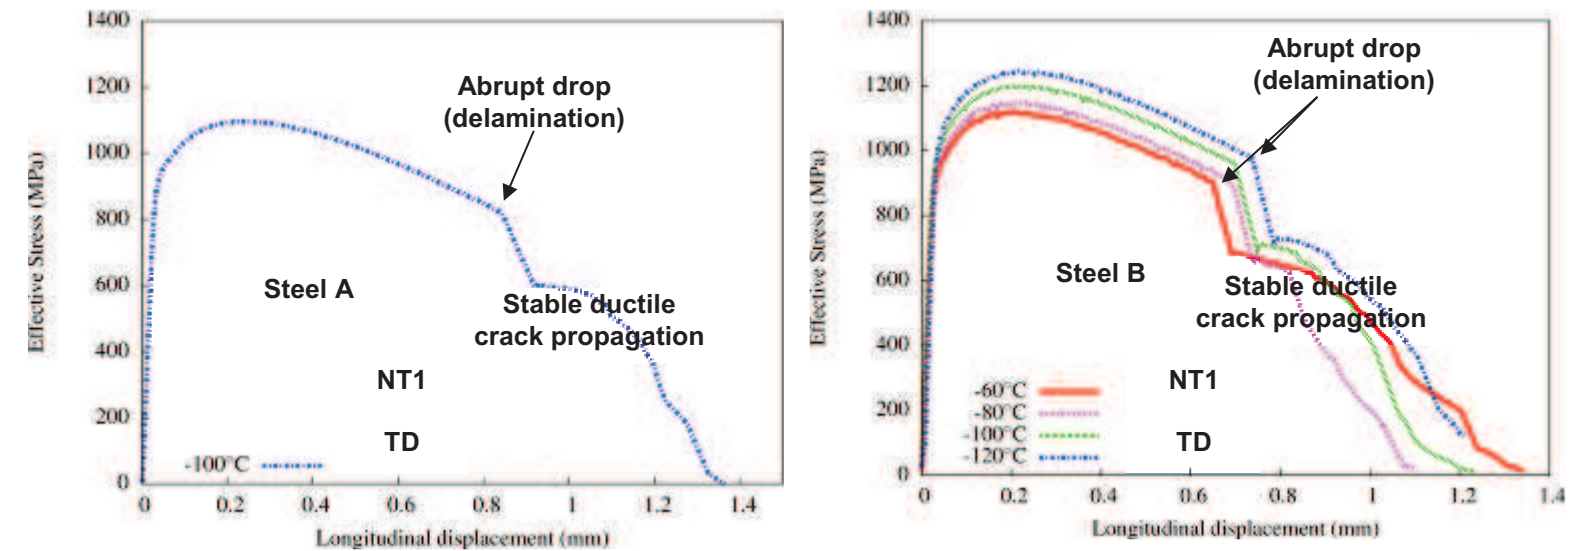 1400
1200
1000
800
600
400
200
0
Effective Stress (MPa)
Abrupt drop
(delamination)
Steel A
Stable ductile
crack propagation
NT1
TD
-100°C
0
0.2
0.4
0.6
0.8
1
1.2
1.4
Longitudinal displacement (mm)
1400
1200
1000
800
600
400
200
0
Effective Stress (MPa)
Abrupt drop
(delamination)
Steel B
Stable ductile
crack propagation
NT1
TD
-60°C
-80°C
-100°C
-120°C
0
0.2
0.4
0.6
0.8
1
1.2
1.4
Longitudinal displacement (mm)